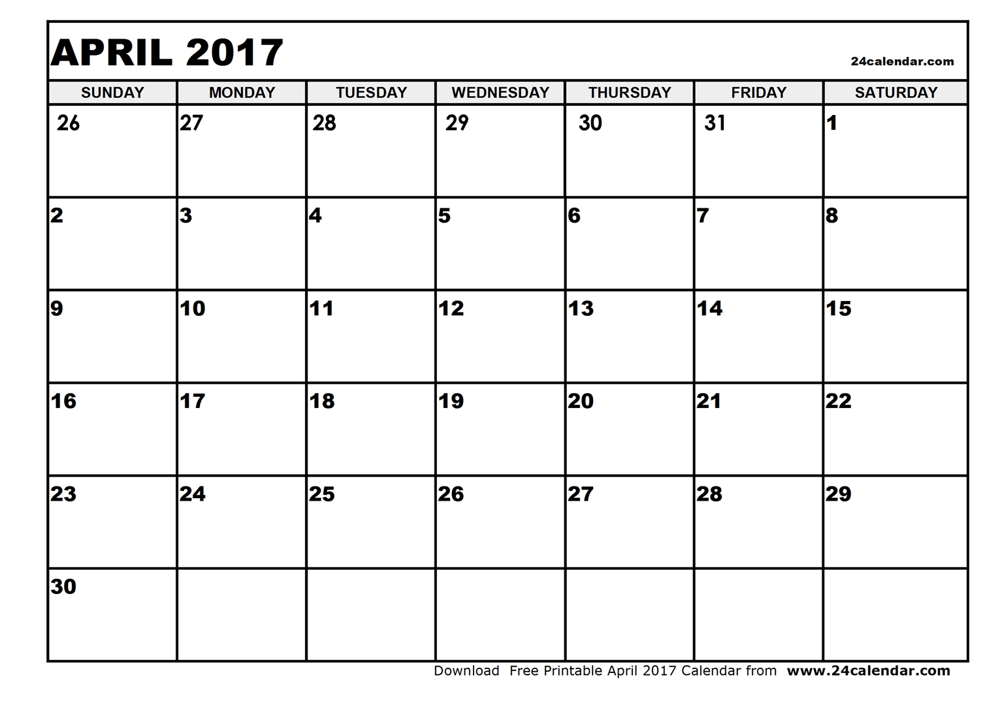 APRIL 2017
24calendar.com
SUNDAY MONDAY TUESDAY WEDNESDAY THURSDAY FRIDAY SATURDAY
26 27 28 29 30 31 1
2 3 4 5 6 7 8
9 10 11 12 13 14 15
16 17 18 19 20 21 22
23 24 25 26 27 28 29
30
Download Free Printable April 2017 Calendar from www.24calendar.com